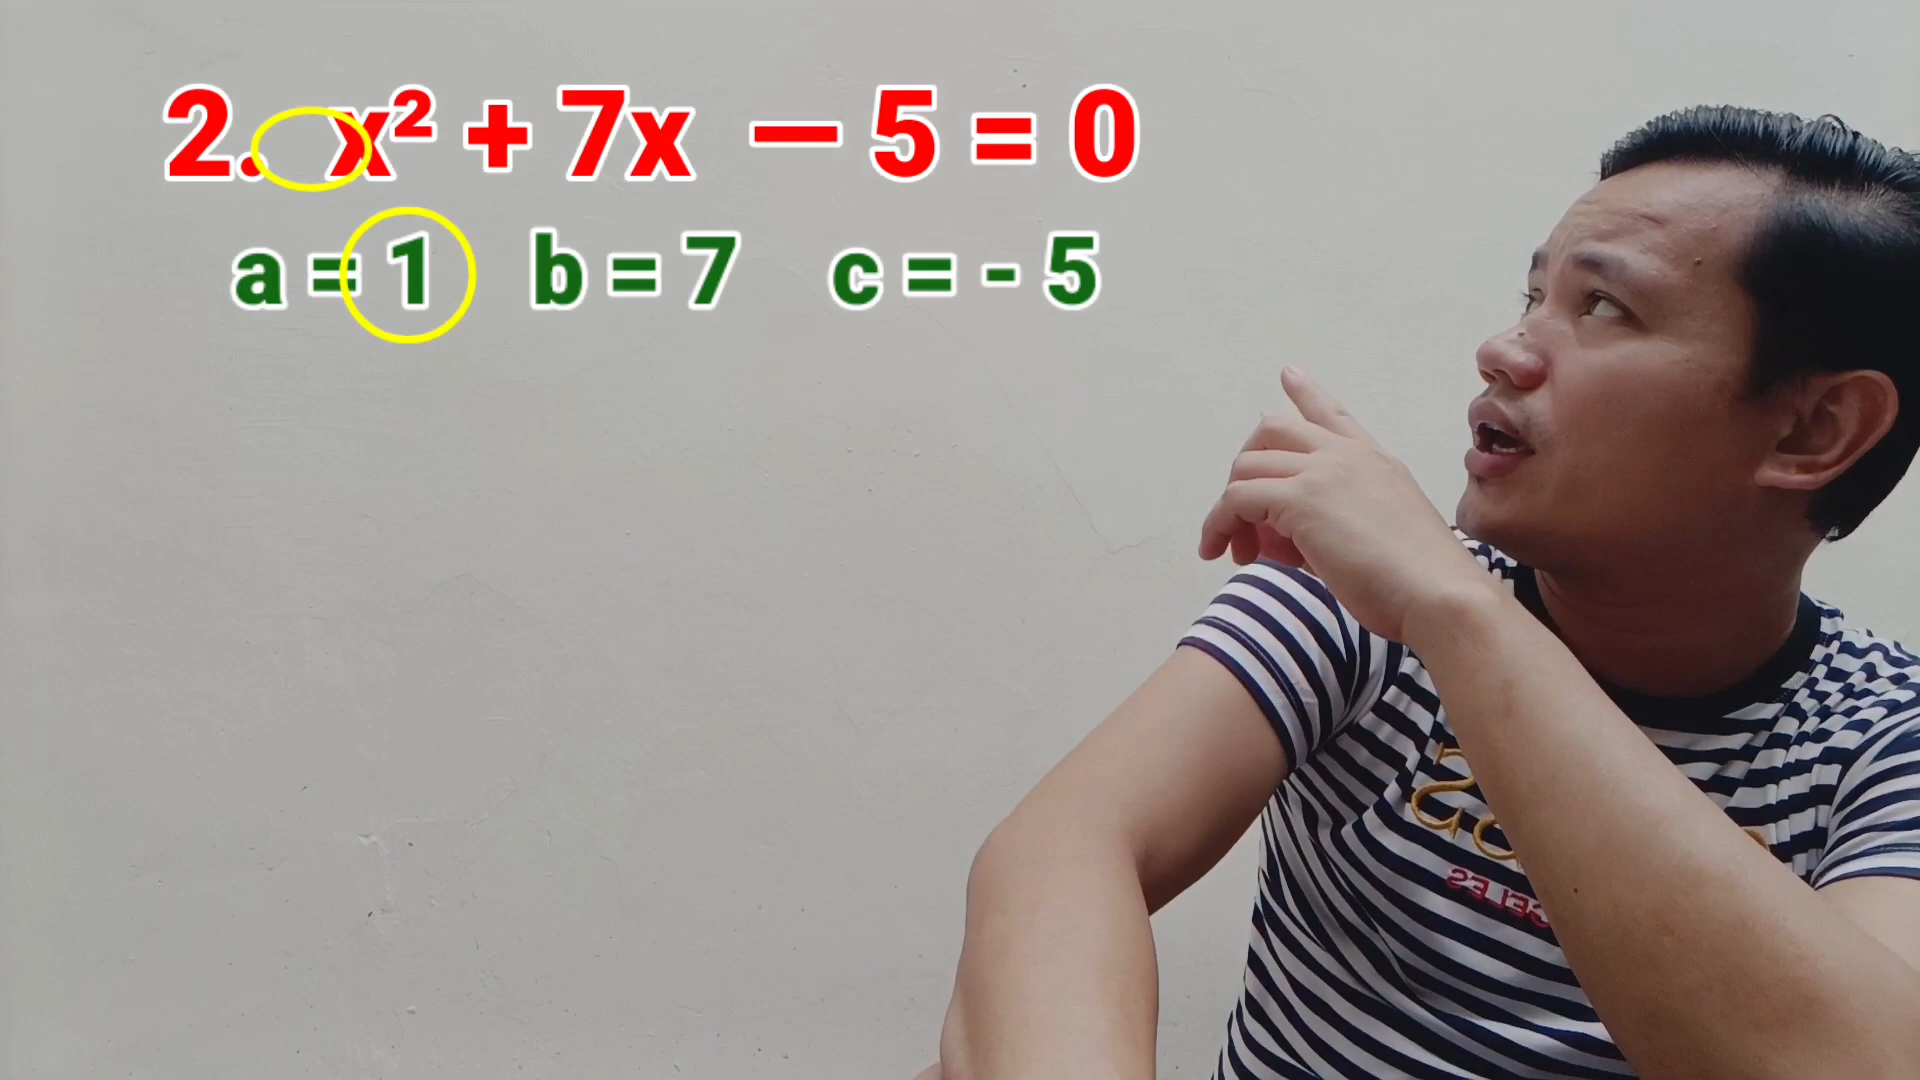 2. x² + 7x – 5 = 0
a = 1 b = 7 c = - 5